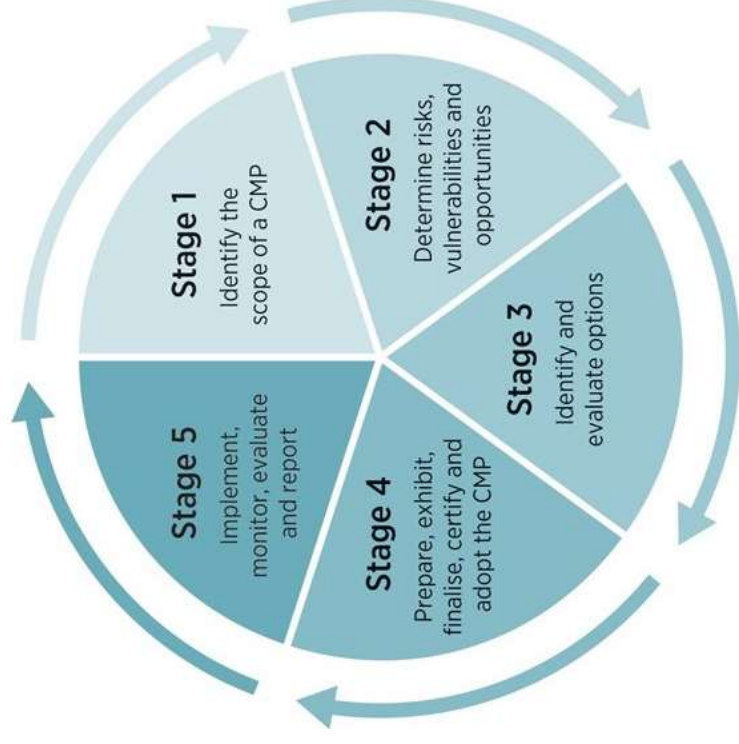 Stage 1
Identify the
scope of a CMP
Stage 2
Determine risks,
vulnerabilities and
opportunities
Stage 3
Identify and
evaluate options
Stage 4
Prepare, exhibit,
finalise, certify and
adopt the CMP
Stage 5
Implement,
monitor, evaluate
and report